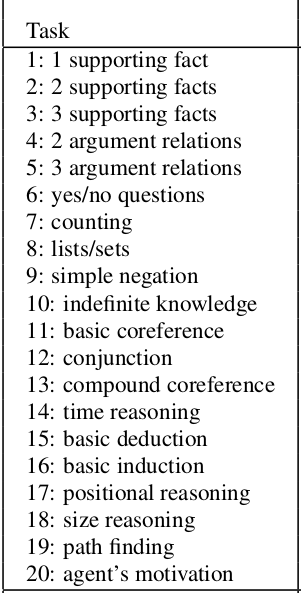 Task
1: 1 supporting fact
2: 2 supporting facts
3: 3 supporting facts
4: 2 argument relations
5: 3 argument relations
6: yes/no questions
7: counting
8: lists/sets
9: simple negation
10: indefinite knowledge
11: basic coreference
12: conjunction
13: compound coreference
14: time reasoning
15: basic deduction
16: basic induction
17: positional reasoning
18: size reasoning
19: path finding
20: agent's motivation